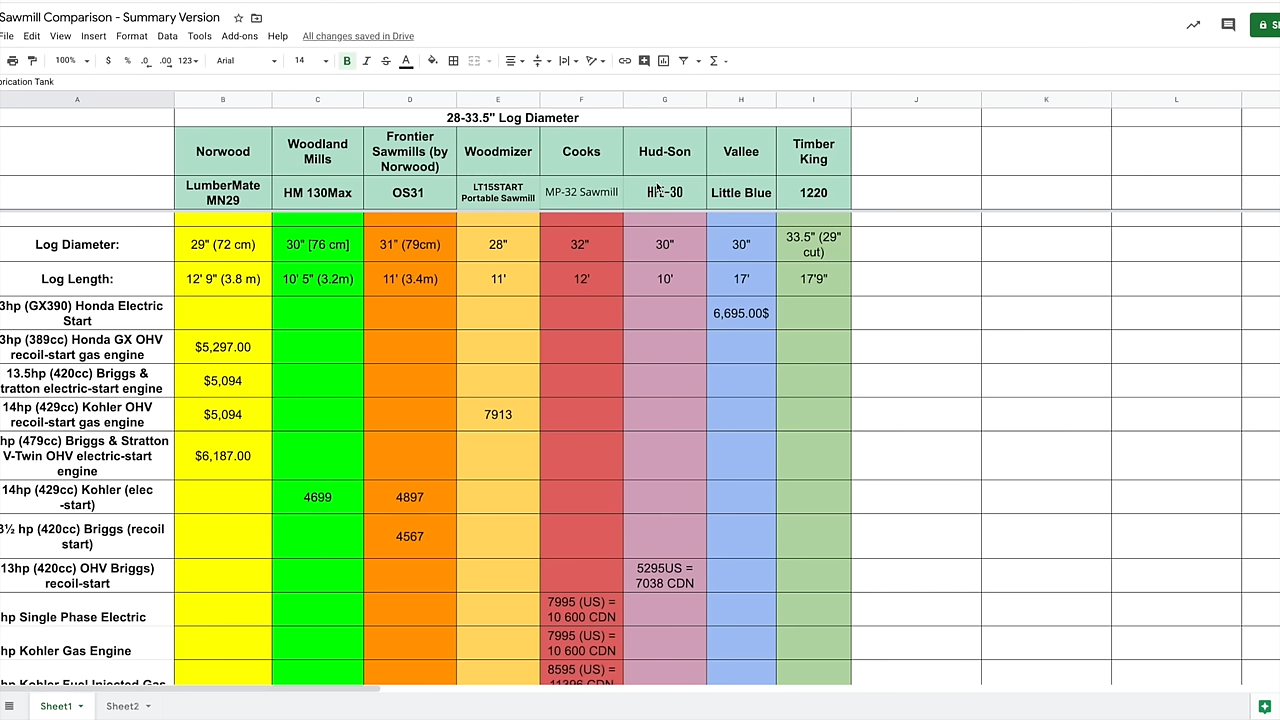 Sawmill Comparison - Summary Version
File Edit View Insert Format Data Tools Add-ons Help All changes saved in Drive
100% $ % .0 .00 123 Arial 14 B I S A
rication Tank
A B C D E F G H I J K L
28-33.5" Log Diameter
Norwood Woodland Mills Frontier Sawmills (by Norwood) Woodmizer Cooks Hud-Son Vallee Timber King
LumberMate MN29 HM 130Max OS31 LT15START Portable Sawmill MP-32 Sawmill Little Blue 1220
Log Diameter: 29" (72 cm) 30" [76 cm] 31" (79cm) 28" 32" 30" 30" 33.5" (29" cut)
Log Length: 12' 9" (3.8 m) 10' 5" (3.2m) 11' (3.4m) 11' 12' 10' 17' 17'9"
3hp (GX390) Honda Electric Start 6,695.00$
3hp (389cc) Honda GX OHV recoil-start gas engine $5,297.00
13.5hp (420cc) Briggs & tratton electric-start engine $5,094
14hp (429cc) Kohler OHV recoil-start gas engine $5,094 7913
hp (479cc) Briggs & Stratton V-Twin OHV electric-start engine $6,187.00
14hp (429cc) Kohler (elec -start) 4699 4897
3½ hp (420cc) Briggs (recoil start) 4567
13hp (420cc) OHV Briggs) recoil-start 5295US = 7038 CDN
hp Single Phase Electric 7995 (US) = 10 600 CDN
hp Kohler Gas Engine 7995 (US) = 10 600 CDN
hp Kohler Fuel Injected Gas 8595 (US) = 11396 CDN
Sheet1 Sheet2